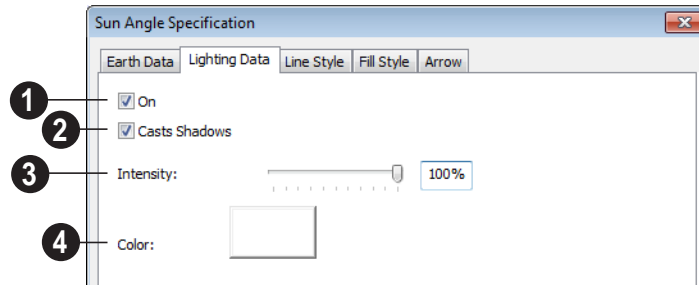 Sun Angle Specification
Earth Data Lighting Data Line Style Fill Style Arrow
1 On
2 Casts Shadows
3 Intensity: 100%
4 Color: